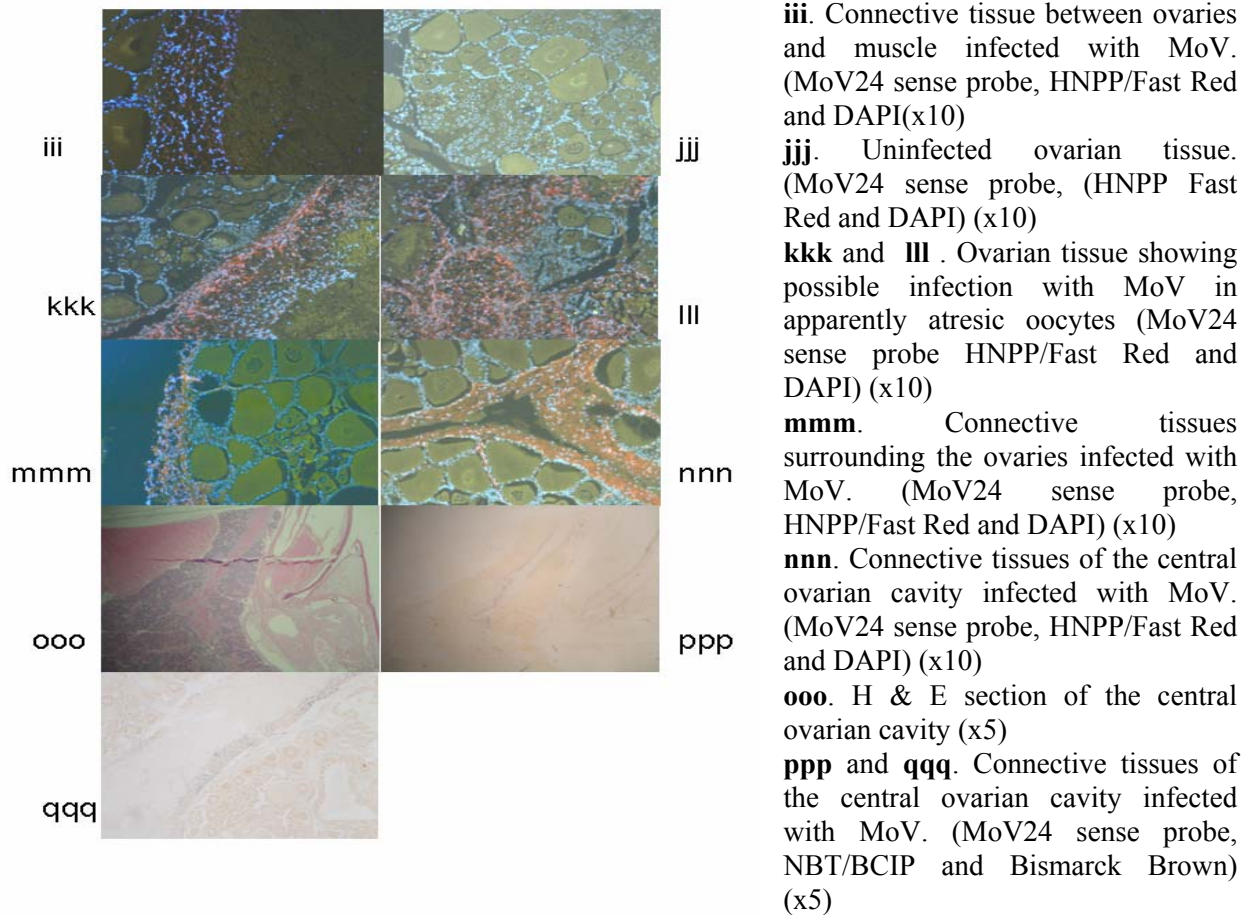 iii
jjj
kkk
lll
mmm
nnn
ooo
ppp
qqq
iii. Connective tissue between ovaries
and muscle infected with MoV.
(MoV24 sense probe, HNPP/Fast Red
and DAPI(x10)
jjj. Uninfected ovarian tissue.
(MoV24 sense probe, (HNPP Fast
Red and DAPI) (x10)
kkk and lll . Ovarian tissue showing
possible infection with MoV in
apparently atresic oocytes (MoV24
sense probe HNPP/Fast Red and
DAPI) (x10)
mmm. Connective tissues
surrounding the ovaries infected with
MoV. (MoV24 sense probe,
HNPP/Fast Red and DAPI) (x10)
nnn. Connective tissues of the central
ovarian cavity infected with MoV.
(MoV24 sense probe, HNPP/Fast Red
and DAPI) (x10)
ooo. H & E section of the central
ovarian cavity (x5)
ppp and qqq. Connective tissues of
the central ovarian cavity infected
with MoV. (MoV24 sense probe,
NBT/BCIP and Bismarck Brown)
(x5)